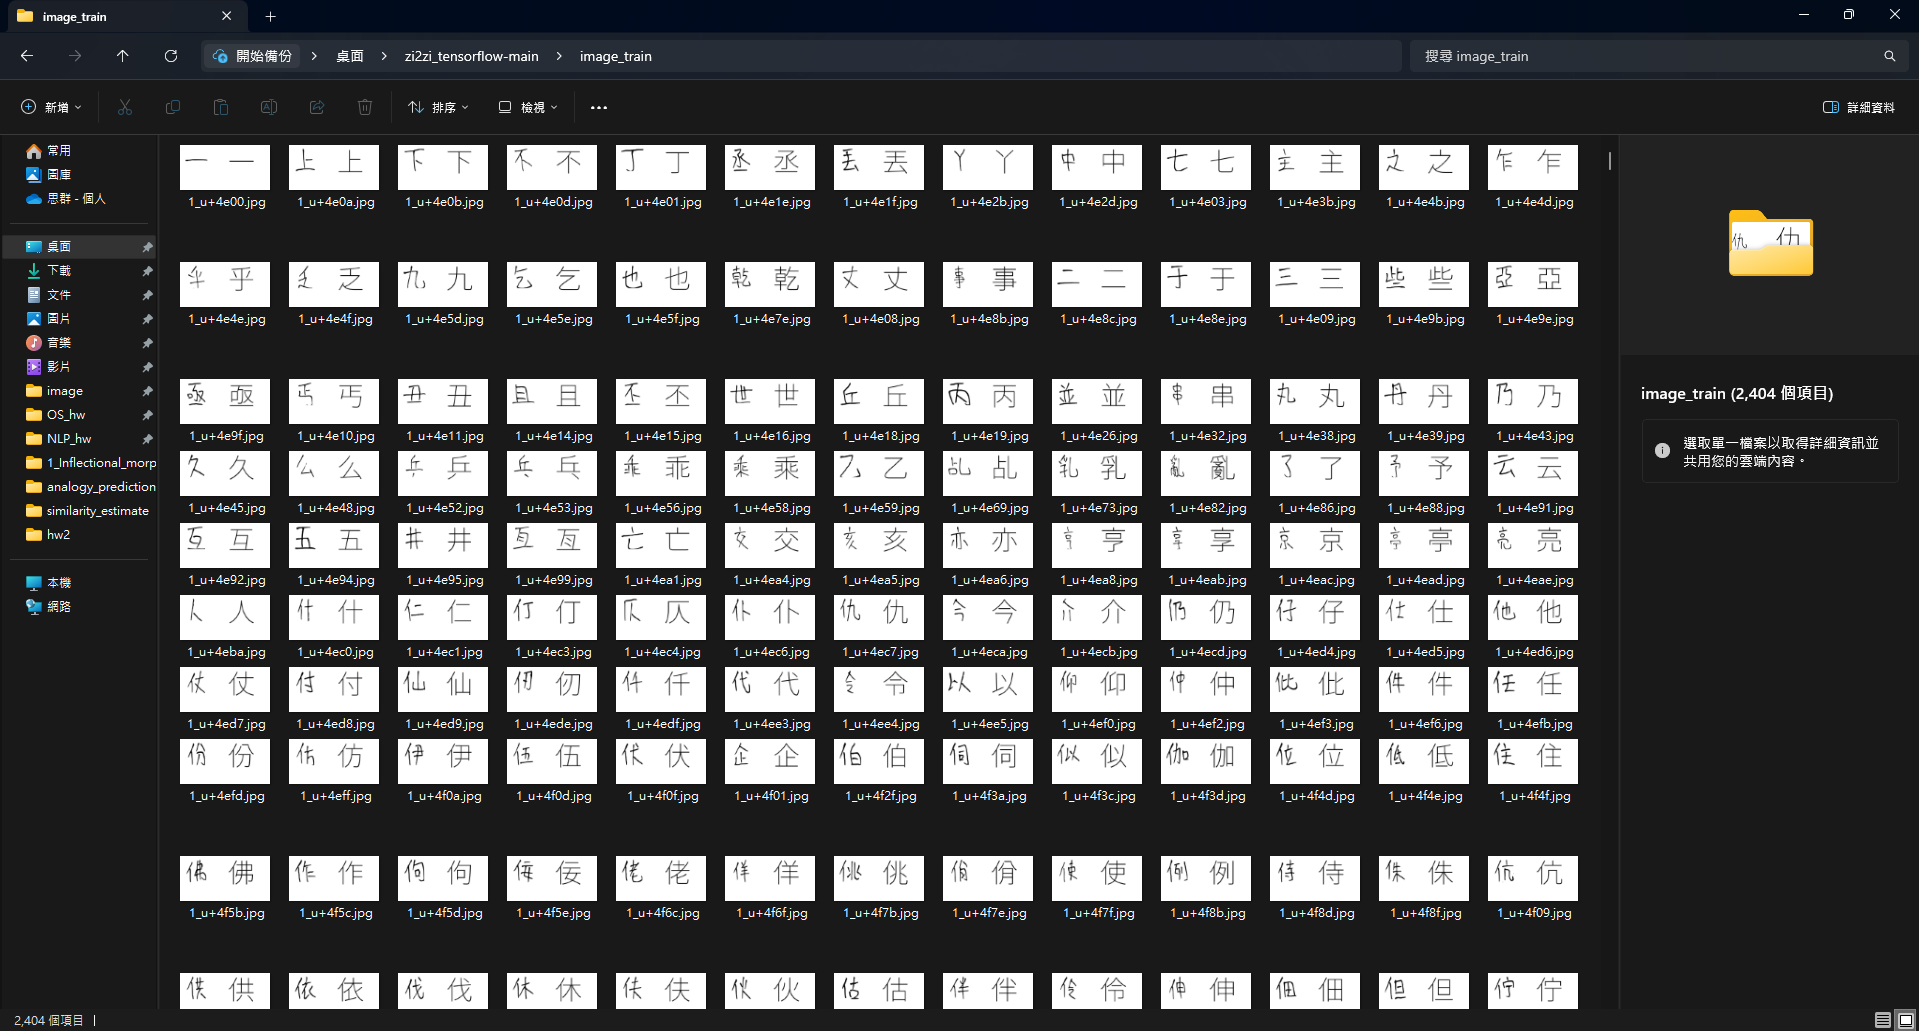 image_train
開始備份 桌面 zi2zi_tensorflow-main image_train 搜尋 image_train
新增 排序 檢視 詳細資料
常用
圖庫
思群 - 個人
桌面
下載
文件
圖片
音樂
影片
image
OS_hw
NLP_hw
1_Inflectional_morp
analogy_prediction
similarity_estimate
hw2
本機
網路
一 一 上 上 下 下 不 不 丁 丁 丞 丞 丟 丟 丫 丫 中 中 七 七 主 主 之 之 乍 乍
1_u+4e00.jpg 1_u+4e0a.jpg 1_u+4e0b.jpg 1_u+4e0d.jpg 1_u+4e01.jpg 1_u+4e1e.jpg 1_u+4e1f.jpg 1_u+4e2b.jpg 1_u+4e2d.jpg 1_u+4e03.jpg 1_u+4e3b.jpg 1_u+4e4b.jpg 1_u+4e4d.jpg
乎 乎 乏 乏 九 九 乞 乞 也 也 乾 乾 丈 丈 事 事 二 二 于 于 三 三 些 些 亞 亞
1_u+4e4e.jpg 1_u+4e4f.jpg 1_u+4e5d.jpg 1_u+4e5e.jpg 1_u+4e5f.jpg 1_u+4e7e.jpg 1_u+4e08.jpg 1_u+4e8b.jpg 1_u+4e8c.jpg 1_u+4e8e.jpg 1_u+4e09.jpg 1_u+4e9b.jpg 1_u+4e9e.jpg
亟 亟 丐 丐 丑 丑 且 且 丕 丕 世 世 丘 丘 丙 丙 並 並 串 串 丸 丸 丹 丹 乃 乃
1_u+4e9f.jpg 1_u+4e10.jpg 1_u+4e11.jpg 1_u+4e14.jpg 1_u+4e15.jpg 1_u+4e16.jpg 1_u+4e18.jpg 1_u+4e19.jpg 1_u+4e26.jpg 1_u+4e32.jpg 1_u+4e38.jpg 1_u+4e39.jpg 1_u+4e43.jpg
久 久 么 么 乒 乒 乓 乓 乖 乖 乘 乘 乙 乙 乩 乩 乳 乳 亂 亂 了 了 予 予 云 云
1_u+4e45.jpg 1_u+4e48.jpg 1_u+4e52.jpg 1_u+4e53.jpg 1_u+4e56.jpg 1_u+4e58.jpg 1_u+4e59.jpg 1_u+4e69.jpg 1_u+4e73.jpg 1_u+4e82.jpg 1_u+4e86.jpg 1_u+4e88.jpg 1_u+4e91.jpg
互 互 五 五 井 井 亙 亙 亡 亡 交 交 亥 亥 亦 亦 亨 亨 享 享 京 京 亭 亭 亮 亮
1_u+4e92.jpg 1_u+4e94.jpg 1_u+4e95.jpg 1_u+4e99.jpg 1_u+4ea1.jpg 1_u+4ea4.jpg 1_u+4ea5.jpg 1_u+4ea6.jpg 1_u+4ea8.jpg 1_u+4eab.jpg 1_u+4eac.jpg 1_u+4ead.jpg 1_u+4eae.jpg
人 人 什 什 仁 仁 仃 仃 仄 仄 仆 仆 仇 仇 今 今 介 介 仍 仍 仔 仔 仕 仕 他 他
1_u+4eba.jpg 1_u+4ec0.jpg 1_u+4ec1.jpg 1_u+4ec3.jpg 1_u+4ec4.jpg 1_u+4ec6.jpg 1_u+4ec7.jpg 1_u+4eca.jpg 1_u+4ecb.jpg 1_u+4ecd.jpg 1_u+4ed4.jpg 1_u+4ed5.jpg 1_u+4ed6.jpg
仗 仗 付 付 仙 仙 仞 仞 仟 仟 代 代 令 令 以 以 仰 仰 仲 仲 仳 仳 件 件 任 任
1_u+4ed7.jpg 1_u+4ed8.jpg 1_u+4ed9.jpg 1_u+4ede.jpg 1_u+4edf.jpg 1_u+4ee3.jpg 1_u+4ee4.jpg 1_u+4ee5.jpg 1_u+4ef0.jpg 1_u+4ef2.jpg 1_u+4ef3.jpg 1_u+4ef6.jpg 1_u+4efb.jpg
份 份 仿 仿 伊 伊 伍 伍 伏 伏 企 企 伯 伯 伺 伺 似 似 伽 伽 位 位 低 低 住 住
1_u+4efd.jpg 1_u+4eff.jpg 1_u+4f0a.jpg 1_u+4f0d.jpg 1_u+4f0f.jpg 1_u+4f01.jpg 1_u+4f2f.jpg 1_u+4f3a.jpg 1_u+4f3c.jpg 1_u+4f3d.jpg 1_u+4f4d.jpg 1_u+4f4e.jpg 1_u+4f4f.jpg
佛 佛 作 作 佝 佝 佞 佞 佬 佬 佯 佯 佻 佻 佾 佾 使 使 例 例 侍 侍 侏 侏 伉 伉
1_u+4f5b.jpg 1_u+4f5c.jpg 1_u+4f5d.jpg 1_u+4f5e.jpg 1_u+4f6c.jpg 1_u+4f6f.jpg 1_u+4f7b.jpg 1_u+4f7e.jpg 1_u+4f7f.jpg 1_u+4f8b.jpg 1_u+4f8d.jpg 1_u+4f8f.jpg 1_u+4f09.jpg
供 供 依 依 伐 伐 休 休 伕 伕 伙 伙 估 估 伴 伴 伶 伶 伸 伸 佃 佃 但 但 佇 佇
仇 仂
image_train (2,404 個項目)
選取單一檔案以取得詳細資訊並
共用您的雲端內容。
2,404 個項目